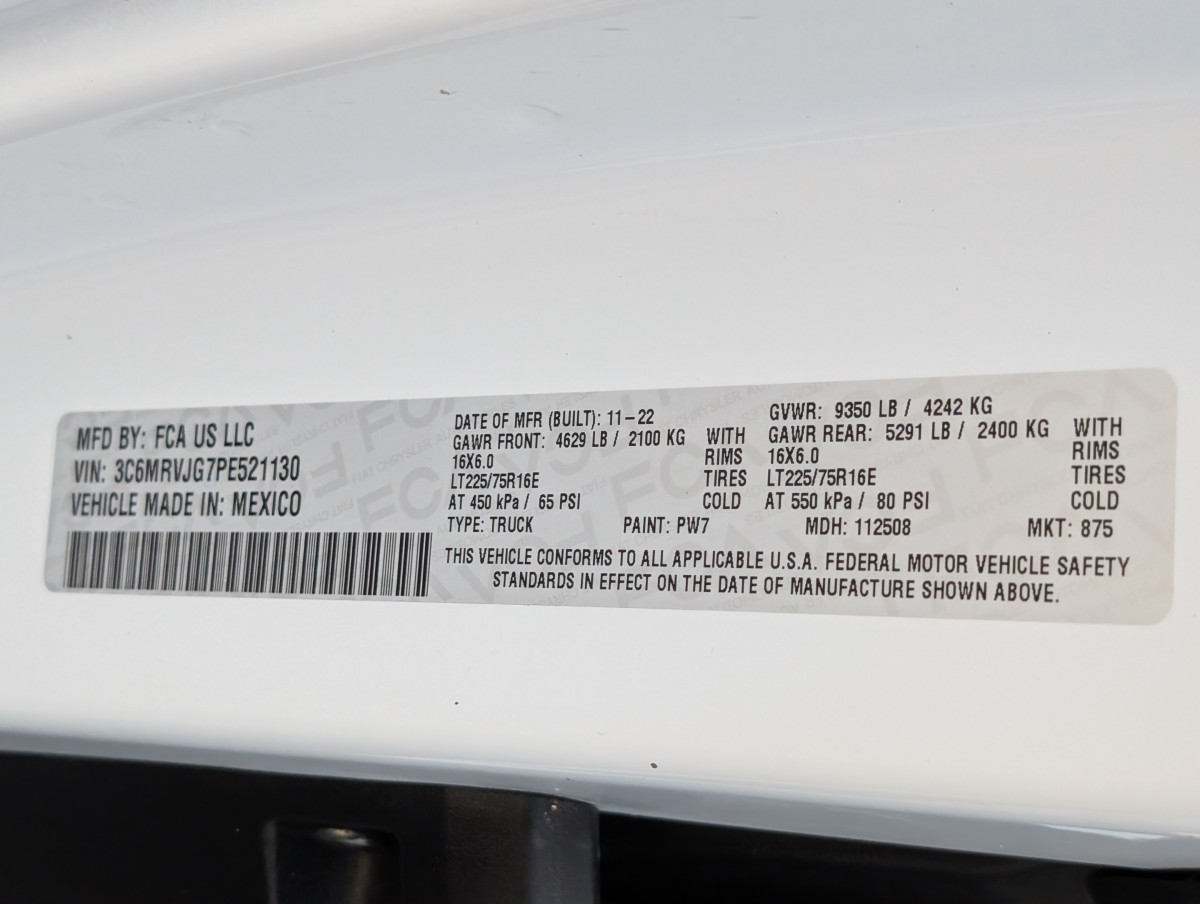 MFD BY: FCA US LLC
VIN: 3C6MRVJG7PE521130
VEHICLE MADE IN: MEXICO
DATE OF MFR (BUILT): 11-22 GVWR: 9350 LB / 4242 KG
GAWR FRONT: 4629 LB / 2100 KG WITH GAWR REAR: 5291 LB / 2400 KG WITH
16X6.0 RIMS 16X6.0 RIMS
LT225/75R16E TIRES LT225/75R16E TIRES
AT 450 kPa / 65 PSI COLD AT 550 kPa / 80 PSI COLD
TYPE: TRUCK PAINT: PW7 MDH: 112508 MKT: 875
THIS VEHICLE CONFORMS TO ALL APPLICABLE U.S.A. FEDERAL MOTOR VEHICLE SAFETY
STANDARDS IN EFFECT ON THE DATE OF MANUFACTURE SHOWN ABOVE.